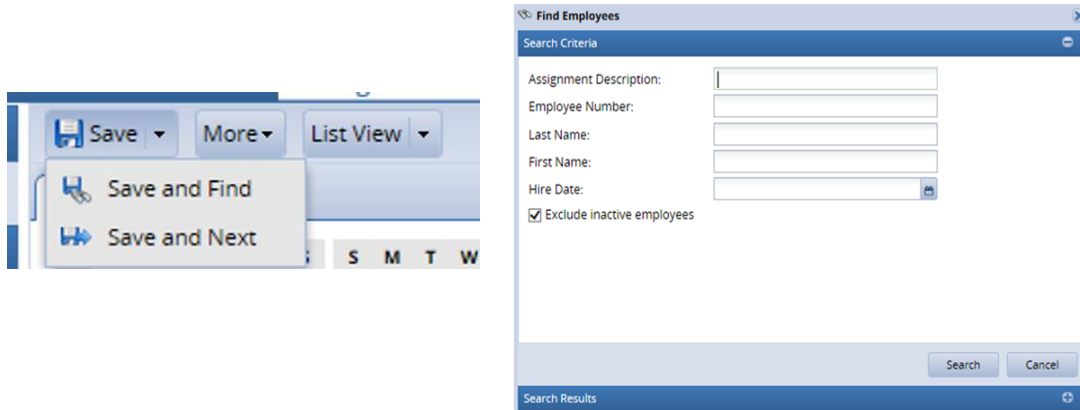 Save
More
List View
Save and Find
Save and Next
S M T W
Find Employees
Search Criteria
Assignment Description:
Employee Number:
Last Name:
First Name:
Hire Date:
Exclude inactive employees
Search
Cancel
Search Results